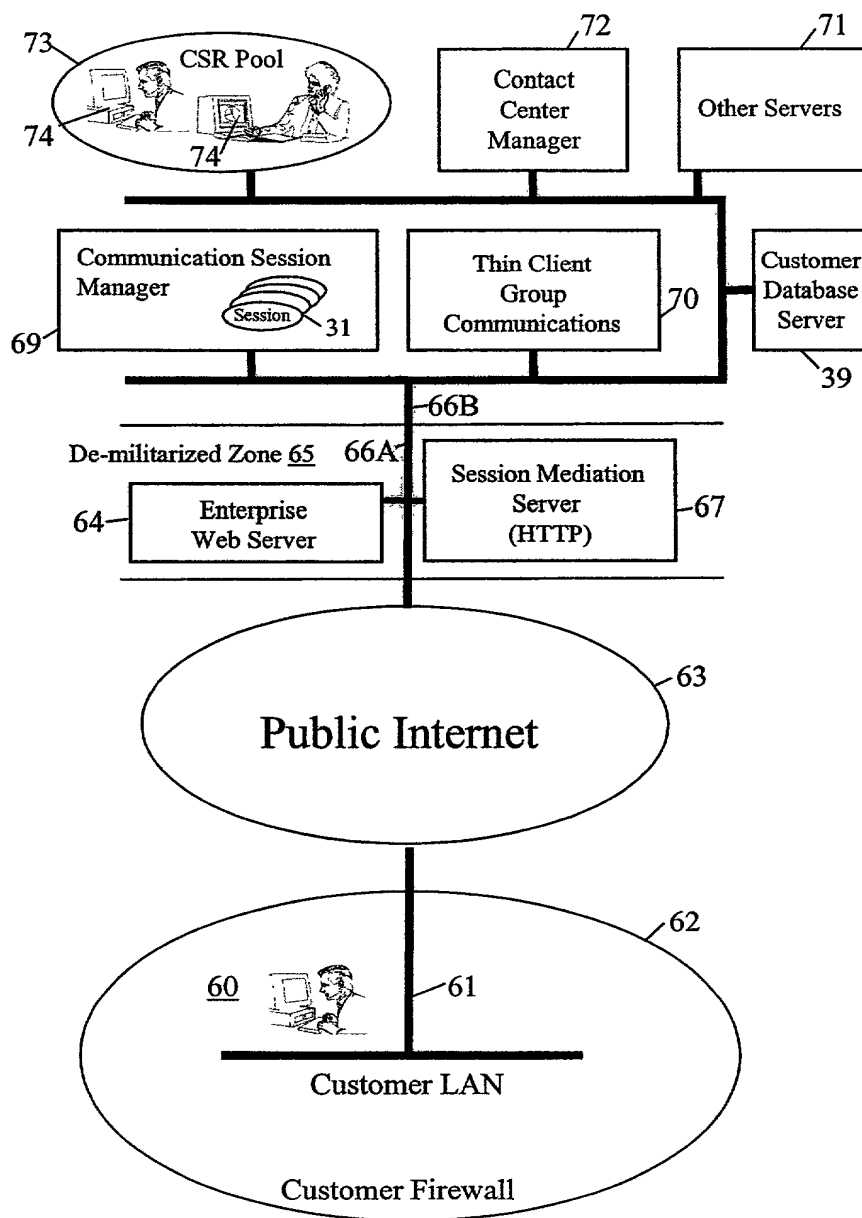 73
CSR Pool
74
74
72
Contact
Center
Manager
71
Other Servers
Communication Session
Manager
Session
31
69
Thin Client
Group
Communications
70
Customer
Database
Server
39
66B
De-militarized Zone 65
66A
64
Enterprise
Web Server
Session Mediation
Server
(HTTP)
67
63
Public Internet
62
60
61
Customer LAN
Customer Firewall